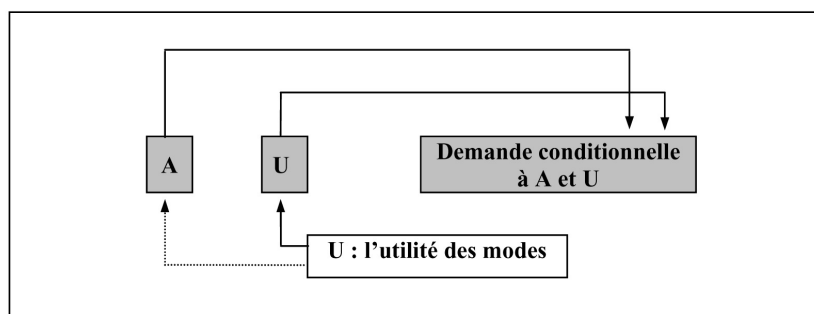 A
U
Demande conditionnelle
à A et U
U : l'utilité des modes